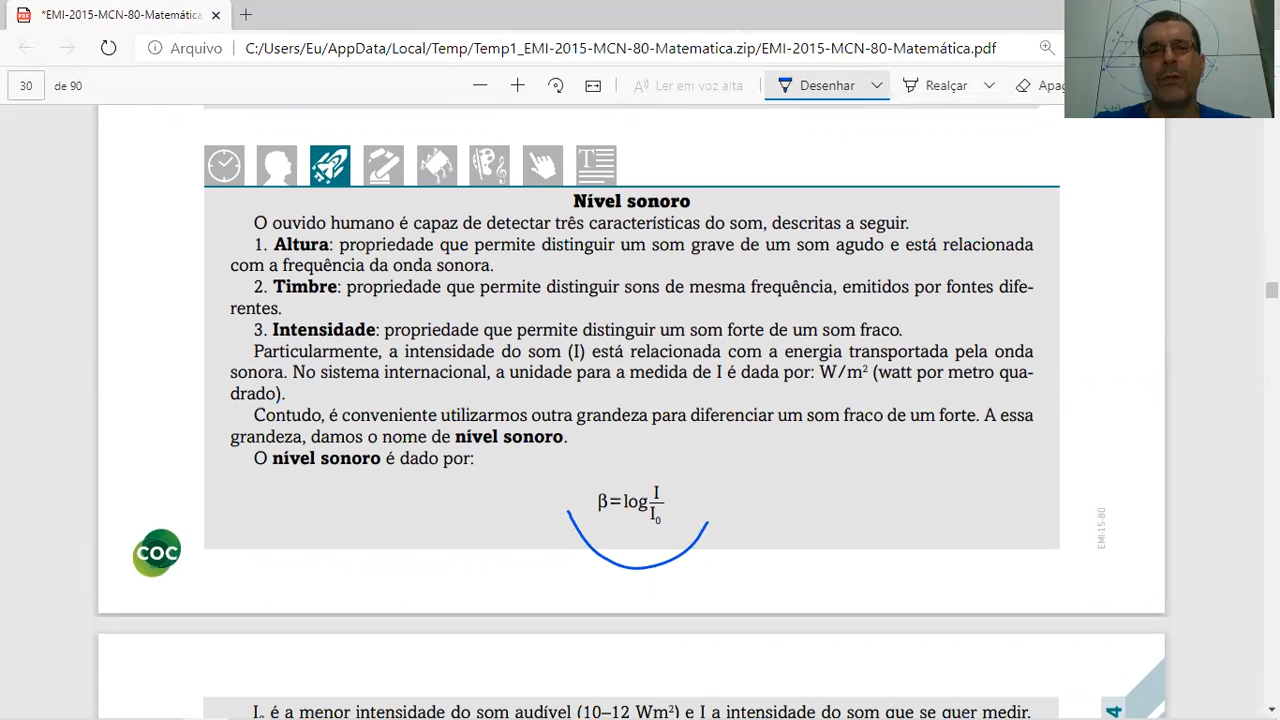 *EMI-2015-MCN-80-Matemática
Arquivo
C:/Users/Eu/AppData/Local/Temp/Temp1_EMI-2015-MCN-80-Matematica.zip/EMI-2015-MCN-80-Matemática.pdf
30 de 90
Ler em voz alta
Desenhar
Realçar
Apag
Nível sonoro
O ouvido humano é capaz de detectar três características do som, descritas a seguir.
1. Altura: propriedade que permite distinguir um som grave de um som agudo e está relacionada
com a frequência da onda sonora.
2. Timbre: propriedade que permite distinguir sons de mesma frequência, emitidos por fontes dife-
rentes.
3. Intensidade: propriedade que permite distinguir um som forte de um som fraco.
Particularmente, a intensidade do som (I) está relacionada com a energia transportada pela onda
sonora. No sistema internacional, a unidade para a medida de I é dada por: W/m² (watt por metro qua-
drado).
Contudo, é conveniente utilizarmos outra grandeza para diferenciar um som fraco de um forte. A essa
grandeza, damos o nome de nível sonoro.
O nível sonoro é dado por:
β=log I/I₀
COC
EMI-15-80
I₀ é a menor intensidade do som audível (10–12 Wm²) e I a intensidade do som que se quer medir.
4